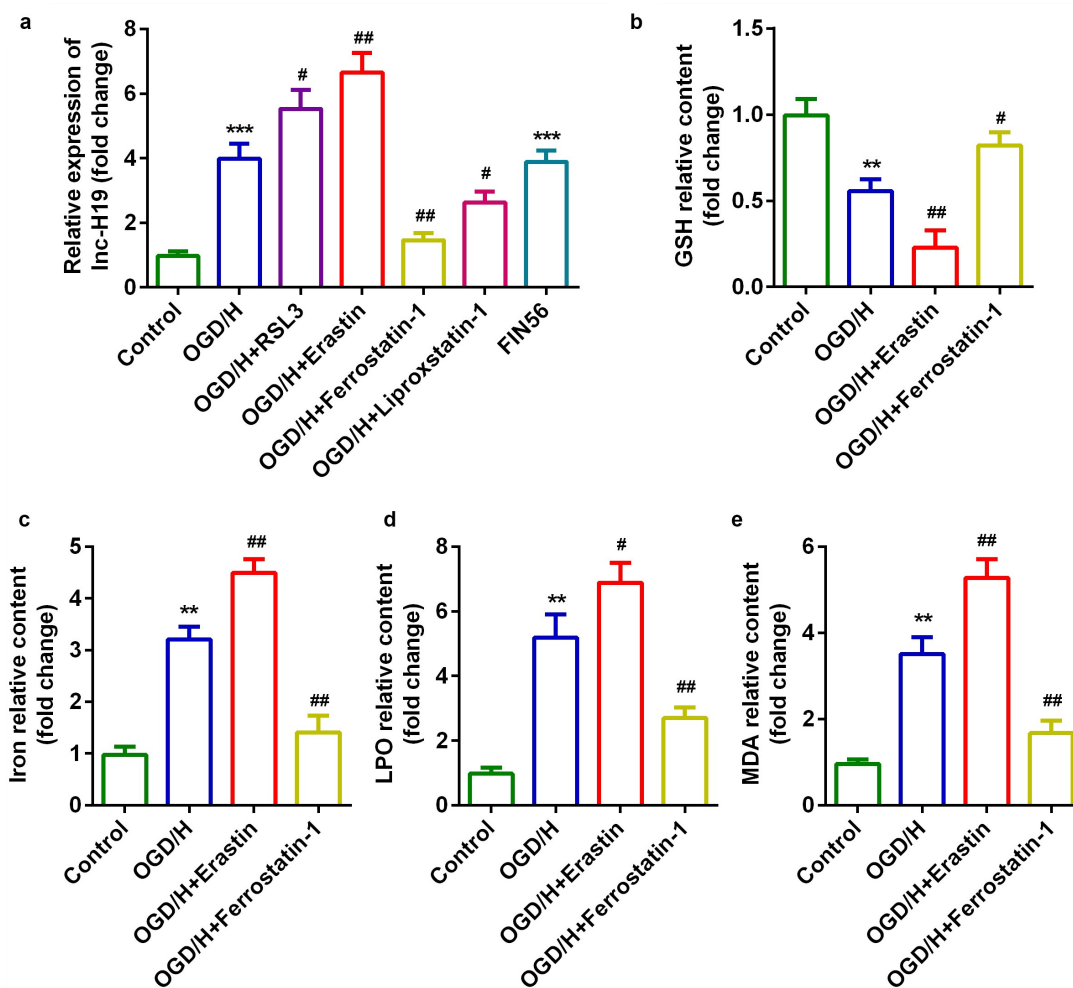 a
Relative expression of
lnc-H19 (fold change)
8
6
4
2
0
***
#
##
##
#
***
Control
OGD/H
OGD/H+RSL3
OGD/H+Erastin
OGD/H+Ferrostatin-1
OGD/H+Liproxstatin-1
FIN56
b
GSH relative content
(fold change)
1.5
1.0
0.5
0.0
**
##
#
Control
OGD/H
OGD/H+Erastin
OGD/H+Ferrostatin-1
c
Iron relative content
(fold change)
5
4
3
2
1
0
**
##
##
Control
OGD/H
OGD/H+Erastin
OGD/H+Ferrostatin-1
d
LPO relative content
(fold change)
8
6
4
2
0
**
#
##
Control
OGD/H
OGD/H+Erastin
OGD/H+Ferrostatin-1
e
MDA relative content
(fold change)
6
4
2
0
**
##
##
Control
OGD/H
OGD/H+Erastin
OGD/H+Ferrostatin-1